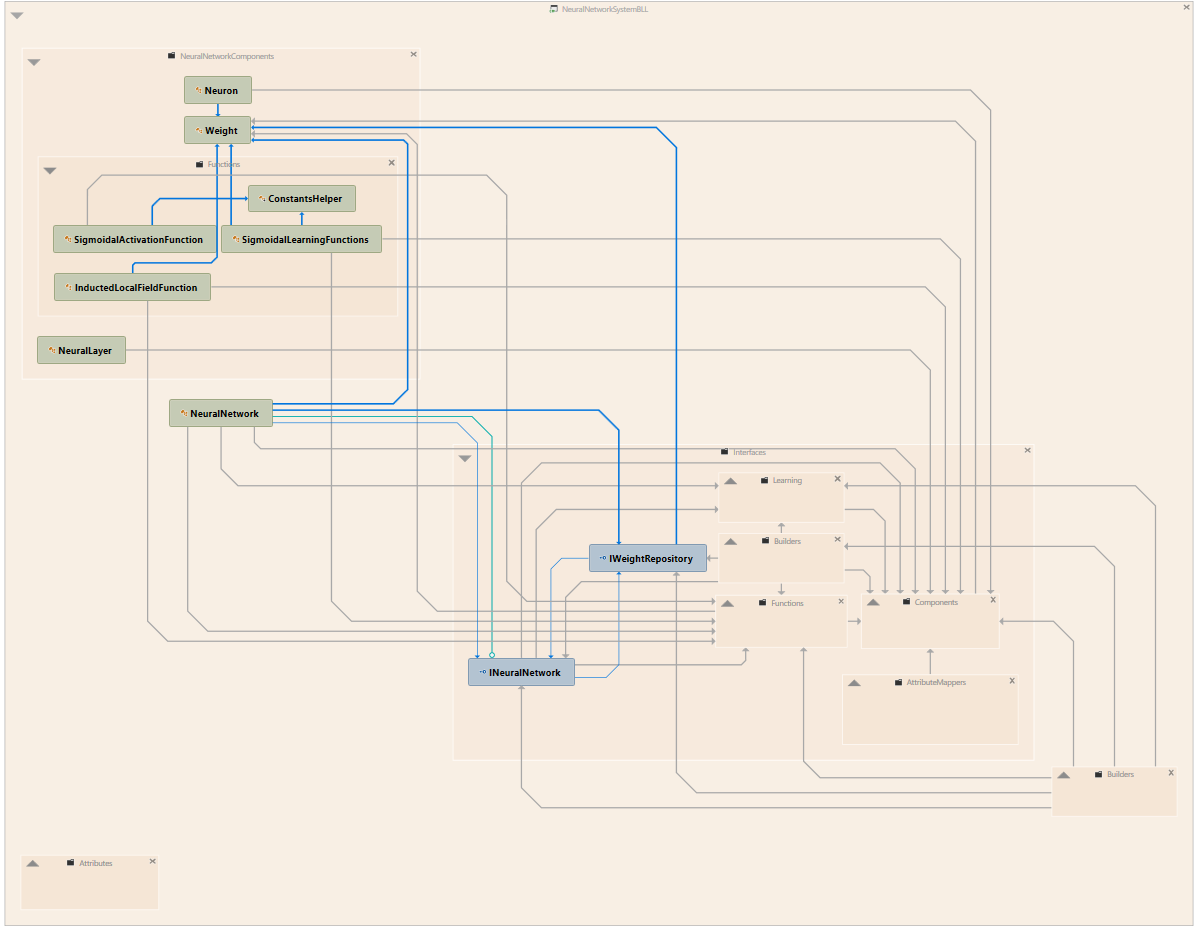 NeuralNetworkSystemBLL
NeuralNetworkComponents
Neuron
Weight
Functions
ConstantsHelper
SigmoidalActivationFunction
SigmoidalLearningFunctions
InductedLocalFieldFunction
NeuralLayer
NeuralNetwork
Interfaces
Learning
Builders
IWeightRepository
Functions
Components
INeuralNetwork
AttributeMappers
Builders
Attributes